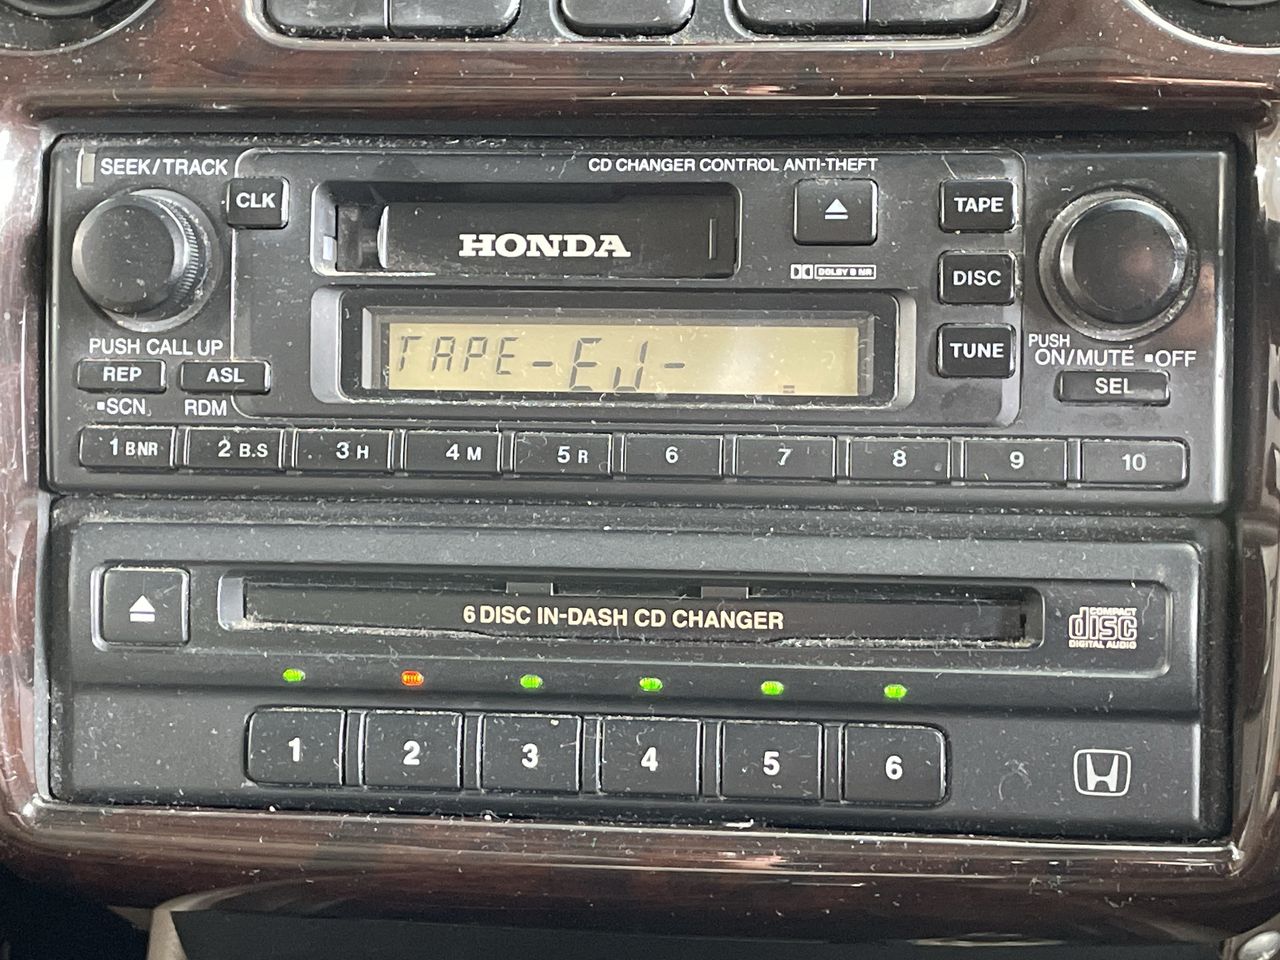 SEEK/TRACK
CD CHANGER CONTROL ANTI-THEFT
CLK
TAPE
HONDA
DOLBY B NR
DISC
TAPE-EJ-
TUNE
PUSH CALL UP
PUSH
ON/MUTE ▪OFF
REP
ASL
SEL
▪SCN
RDM
1 BNR
2 B.S
3 H
4 M
5 R
6
7
8
9
10
6 DISC IN-DASH CD CHANGER
COMPACT
disc
DIGITAL AUDIO
1
2
3
4
5
6